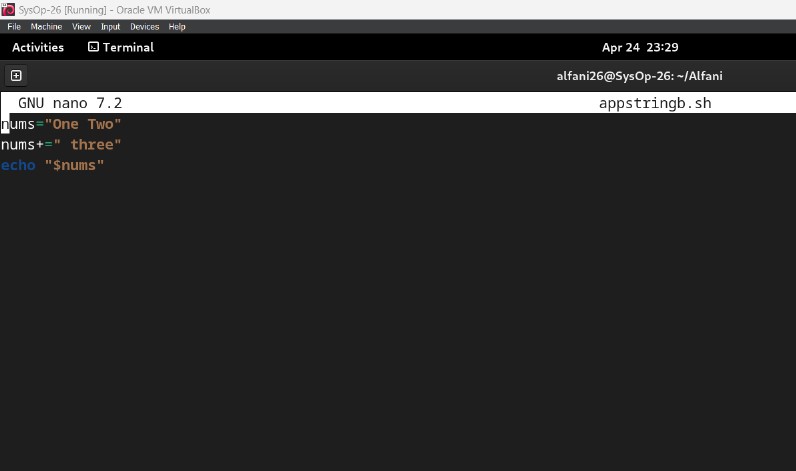 SysOp-26 [Running] - Oracle VM VirtualBox
File Machine View Input Devices Help
Activities Terminal Apr 24 23:29
alfani26@SysOp-26: ~/Alfani
GNU nano 7.2 appstringb.sh
nums="One Two"
nums+=" three"
echo "$nums"